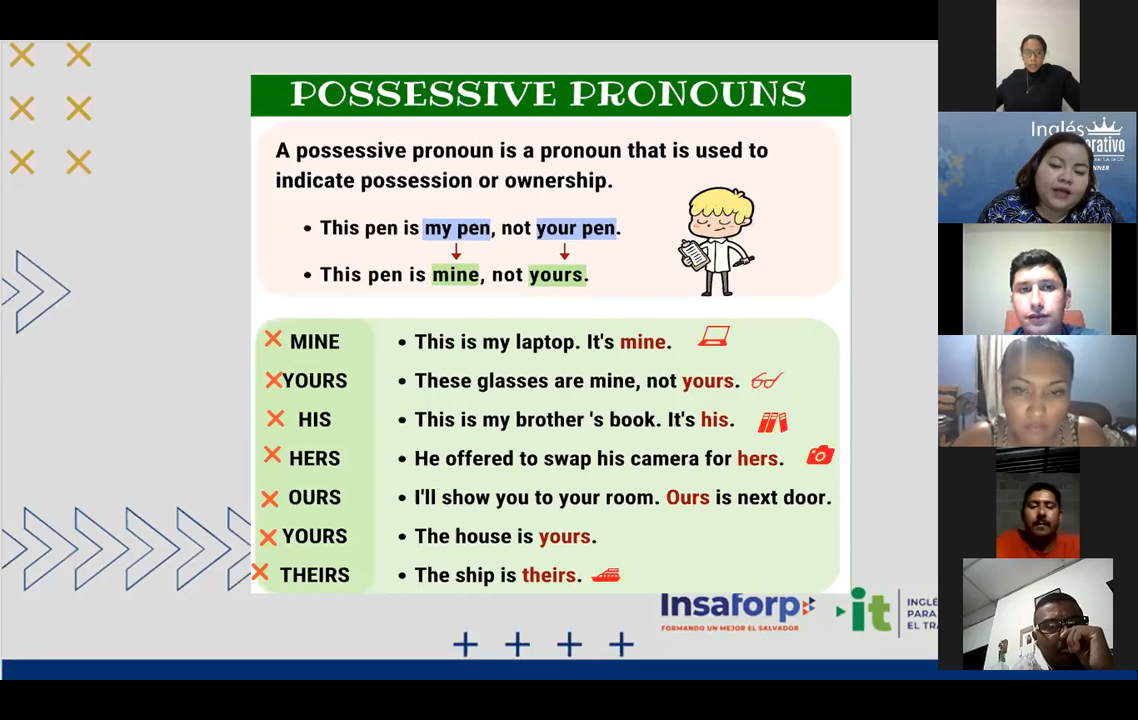 POSSESSIVE PRONOUNS
A possessive pronoun is a pronoun that is used to
indicate possession or ownership.
• This pen is my pen, not your pen.
• This pen is mine, not yours.
MINE • This is my laptop. It's mine.
YOURS • These glasses are mine, not yours.
HIS • This is my brother 's book. It's his.
HERS • He offered to swap his camera for hers.
OURS • I'll show you to your room. Ours is next door.
YOURS • The house is yours.
THEIRS • The ship is theirs.
Insaforp
FORMANDO UN MEJOR EL SALVADOR
it
INGLÉ
PARA
EL TRA
Inglés
orativo
NNER